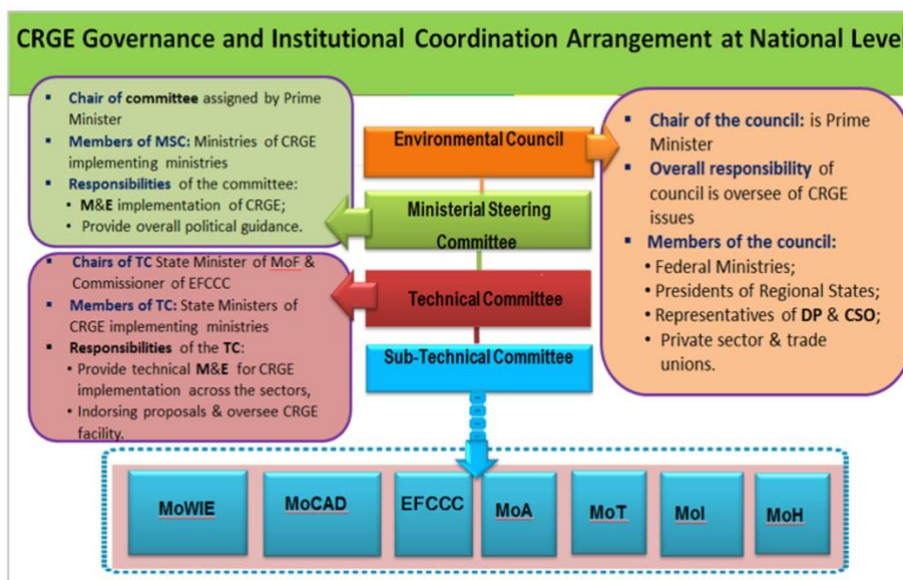 CRGE Governance and Institutional Coordination Arrangement at National Level
▪ Chair of committee assigned by Prime
Minister
▪ Members of MSC: Ministries of CRGE
implementing ministries
▪ Responsibilities of the committee:
• M&E implementation of CRGE;
• Provide overall political guidance.
▪ Chairs of TC State Minister of MoF &
Commissioner of EFCCC
▪ Members of TC: State Ministers of
CRGE implementing ministries
▪ Responsibilities of the TC:
• Provide technical M&E for CRGE
implementation across the sectors,
• Indorsing proposals & oversee CRGE
facility.
Environmental Council
Ministerial Steering
Committee
Technical Committee
Sub-Technical Committee
▪ Chair of the council: is Prime
Minister
▪ Overall responsibility of
council is oversee of CRGE
issues
▪ Members of the council:
• Federal Ministries;
• Presidents of Regional States;
• Representatives of DP & CSO;
• Private sector & trade
unions.
MoWIE
MoCAD
EFCCC
MoA
MoT
MoI
MoH